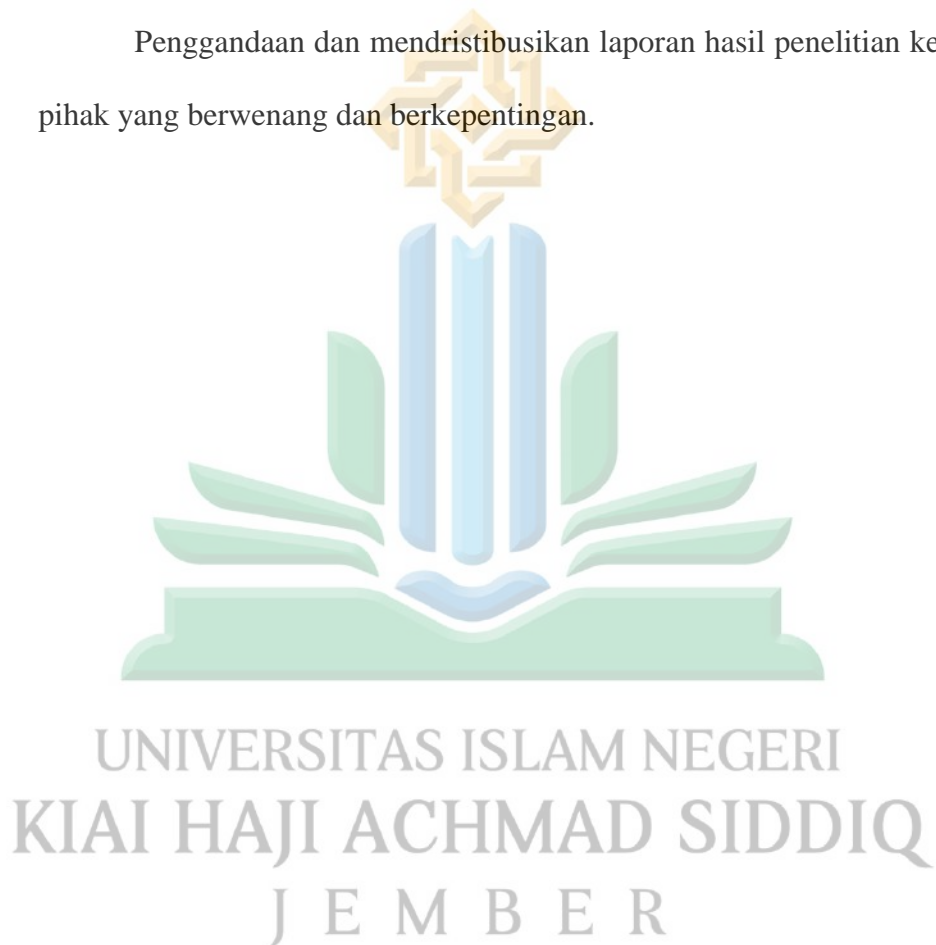 Penggandaan dan mendristibusikan laporan hasil penelitian ke
pihak yang berwenang dan berkepentingan.
UNIVERSITAS ISLAM NEGERI
KIAI HAJI ACHMAD SIDDIQ
JEMBER